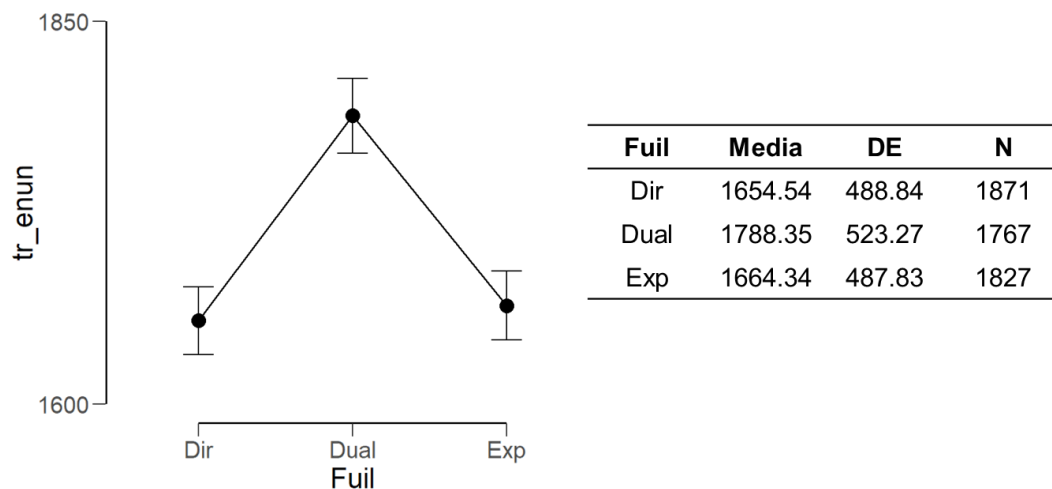 1850
tr_enun
1600
Dir Dual Exp
Fuil
Fuil Media DE N
Dir 1654.54 488.84 1871
Dual 1788.35 523.27 1767
Exp 1664.34 487.83 1827